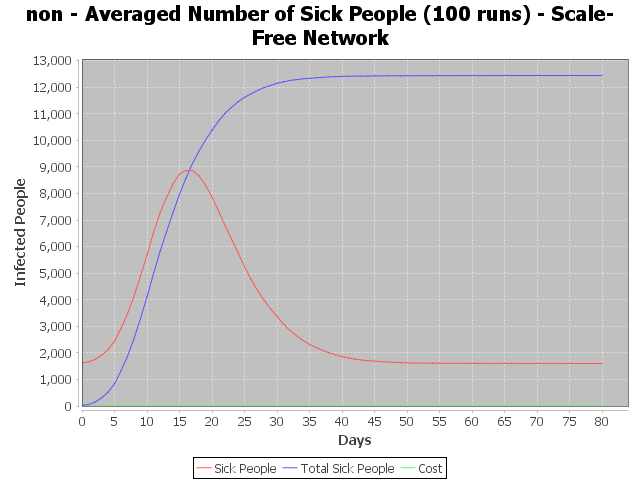 non - Averaged Number of Sick People (100 runs) - Scale-
Free Network
13,000
12,000
11,000
10,000
9,000
8,000
7,000
6,000
5,000
4,000
3,000
2,000
1,000
0
Infected People
0 5 10 15 20 25 30 35 40 45 50 55 60 65 70 75 80
Days
Sick People Total Sick People Cost